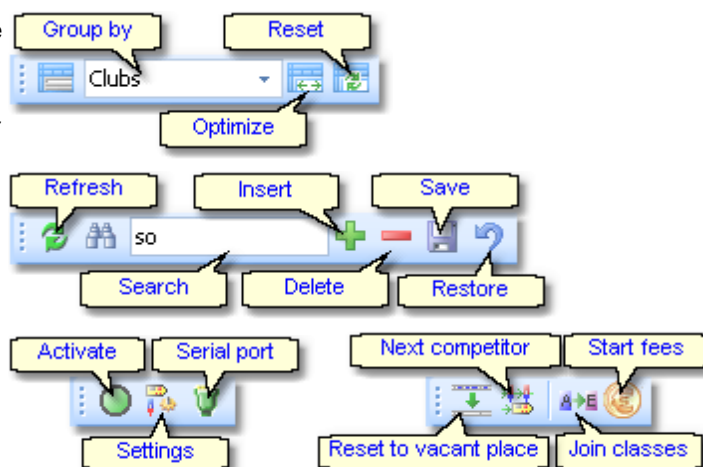 Group by
Reset
Clubs
Optimize
Refresh
Insert
Save
so
Search
Delete
Restore
Activate
Serial port
Next competitor
Start fees
A E
Settings
Reset to vacant place
Join classes